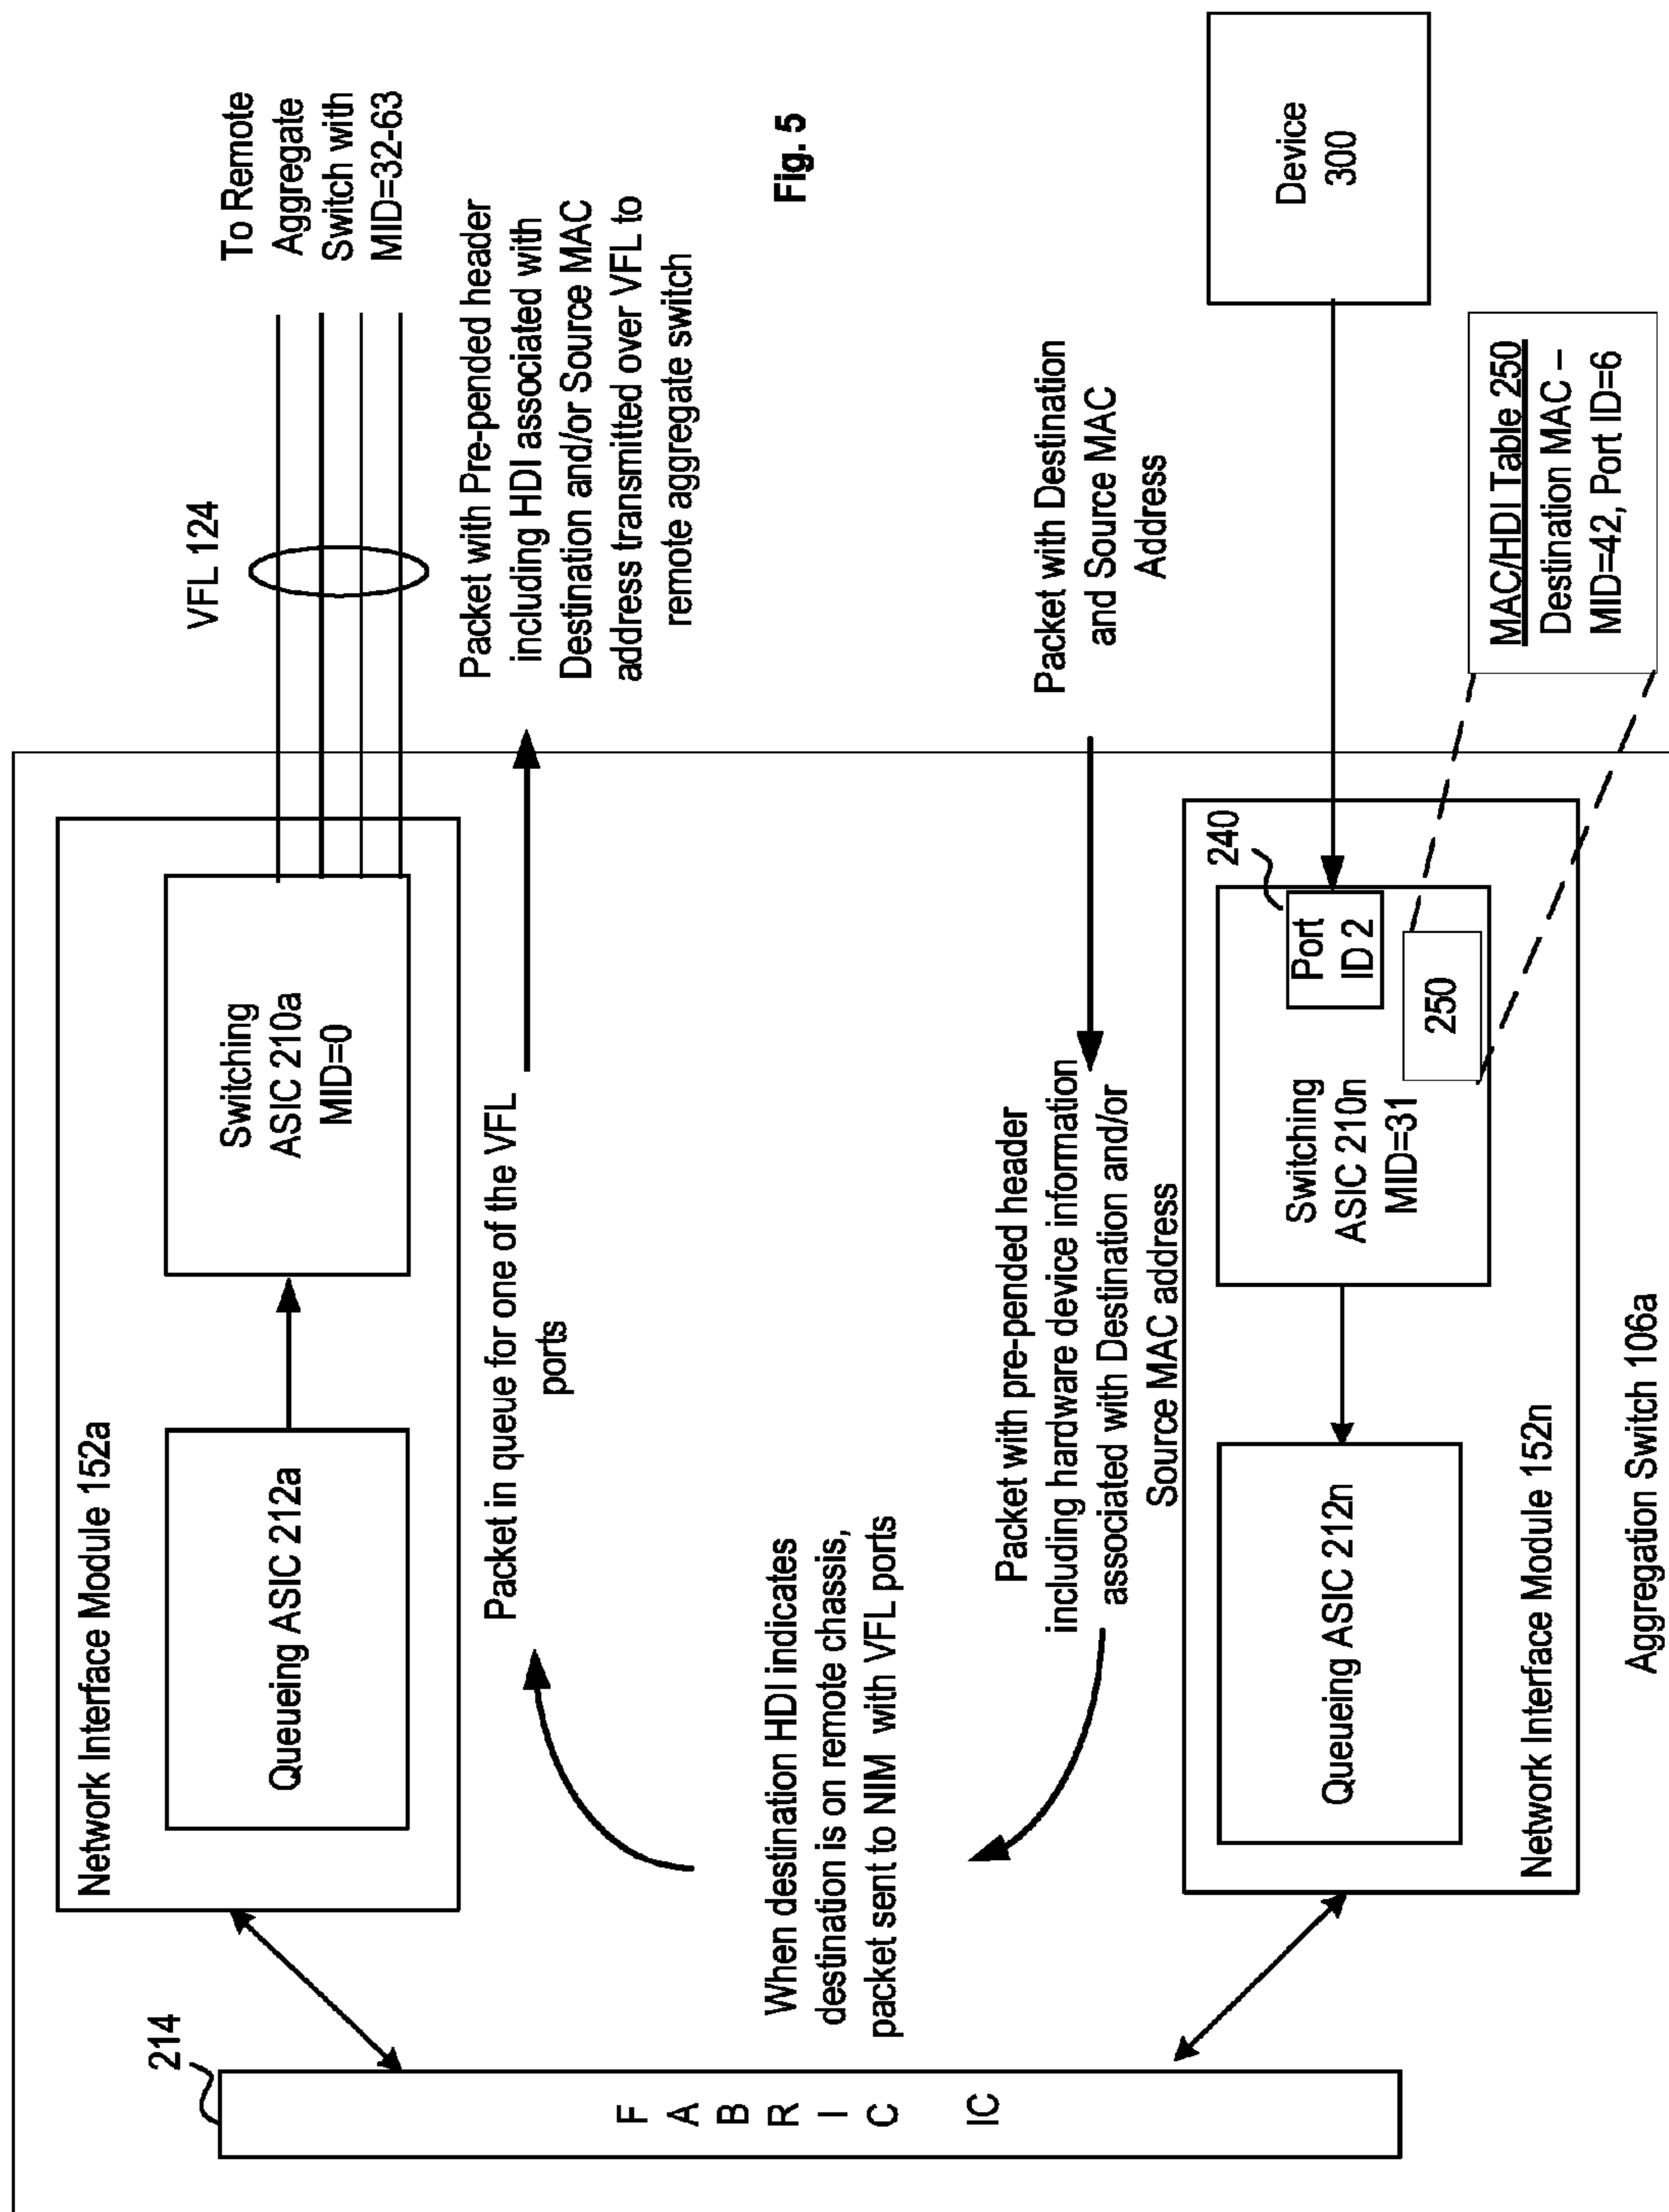 214
F
A
B
R
I
C
IC
Network Interface Module 152a
Queueing ASIC 212a
Switching
ASIC 210a
MID=0
VFL 124
To Remote
Aggregate
Switch with
MID=32-63
Packet in queue for one of the VFL
ports
Packet with Pre-pended header
including HDI associated with
Destination and/or Source MAC
address transmitted over VFL to
remote aggregate switch
When destination HDI indicates
destination is on remote chassis,
packet sent to NIM with VFL ports
Fig. 5
Packet with pre-pended header
including hardware device information
associated with Destination and/or
Source MAC address
Packet with Destination
and Source MAC
Address
Queueing ASIC 212n
Switching
ASIC 210n
MID=31
Port
ID 2
240
250
Device
300
MAC/HDI Table 250
Destination MAC –
MID=42, Port ID=6
Network Interface Module 152n
Aggregation Switch 106a